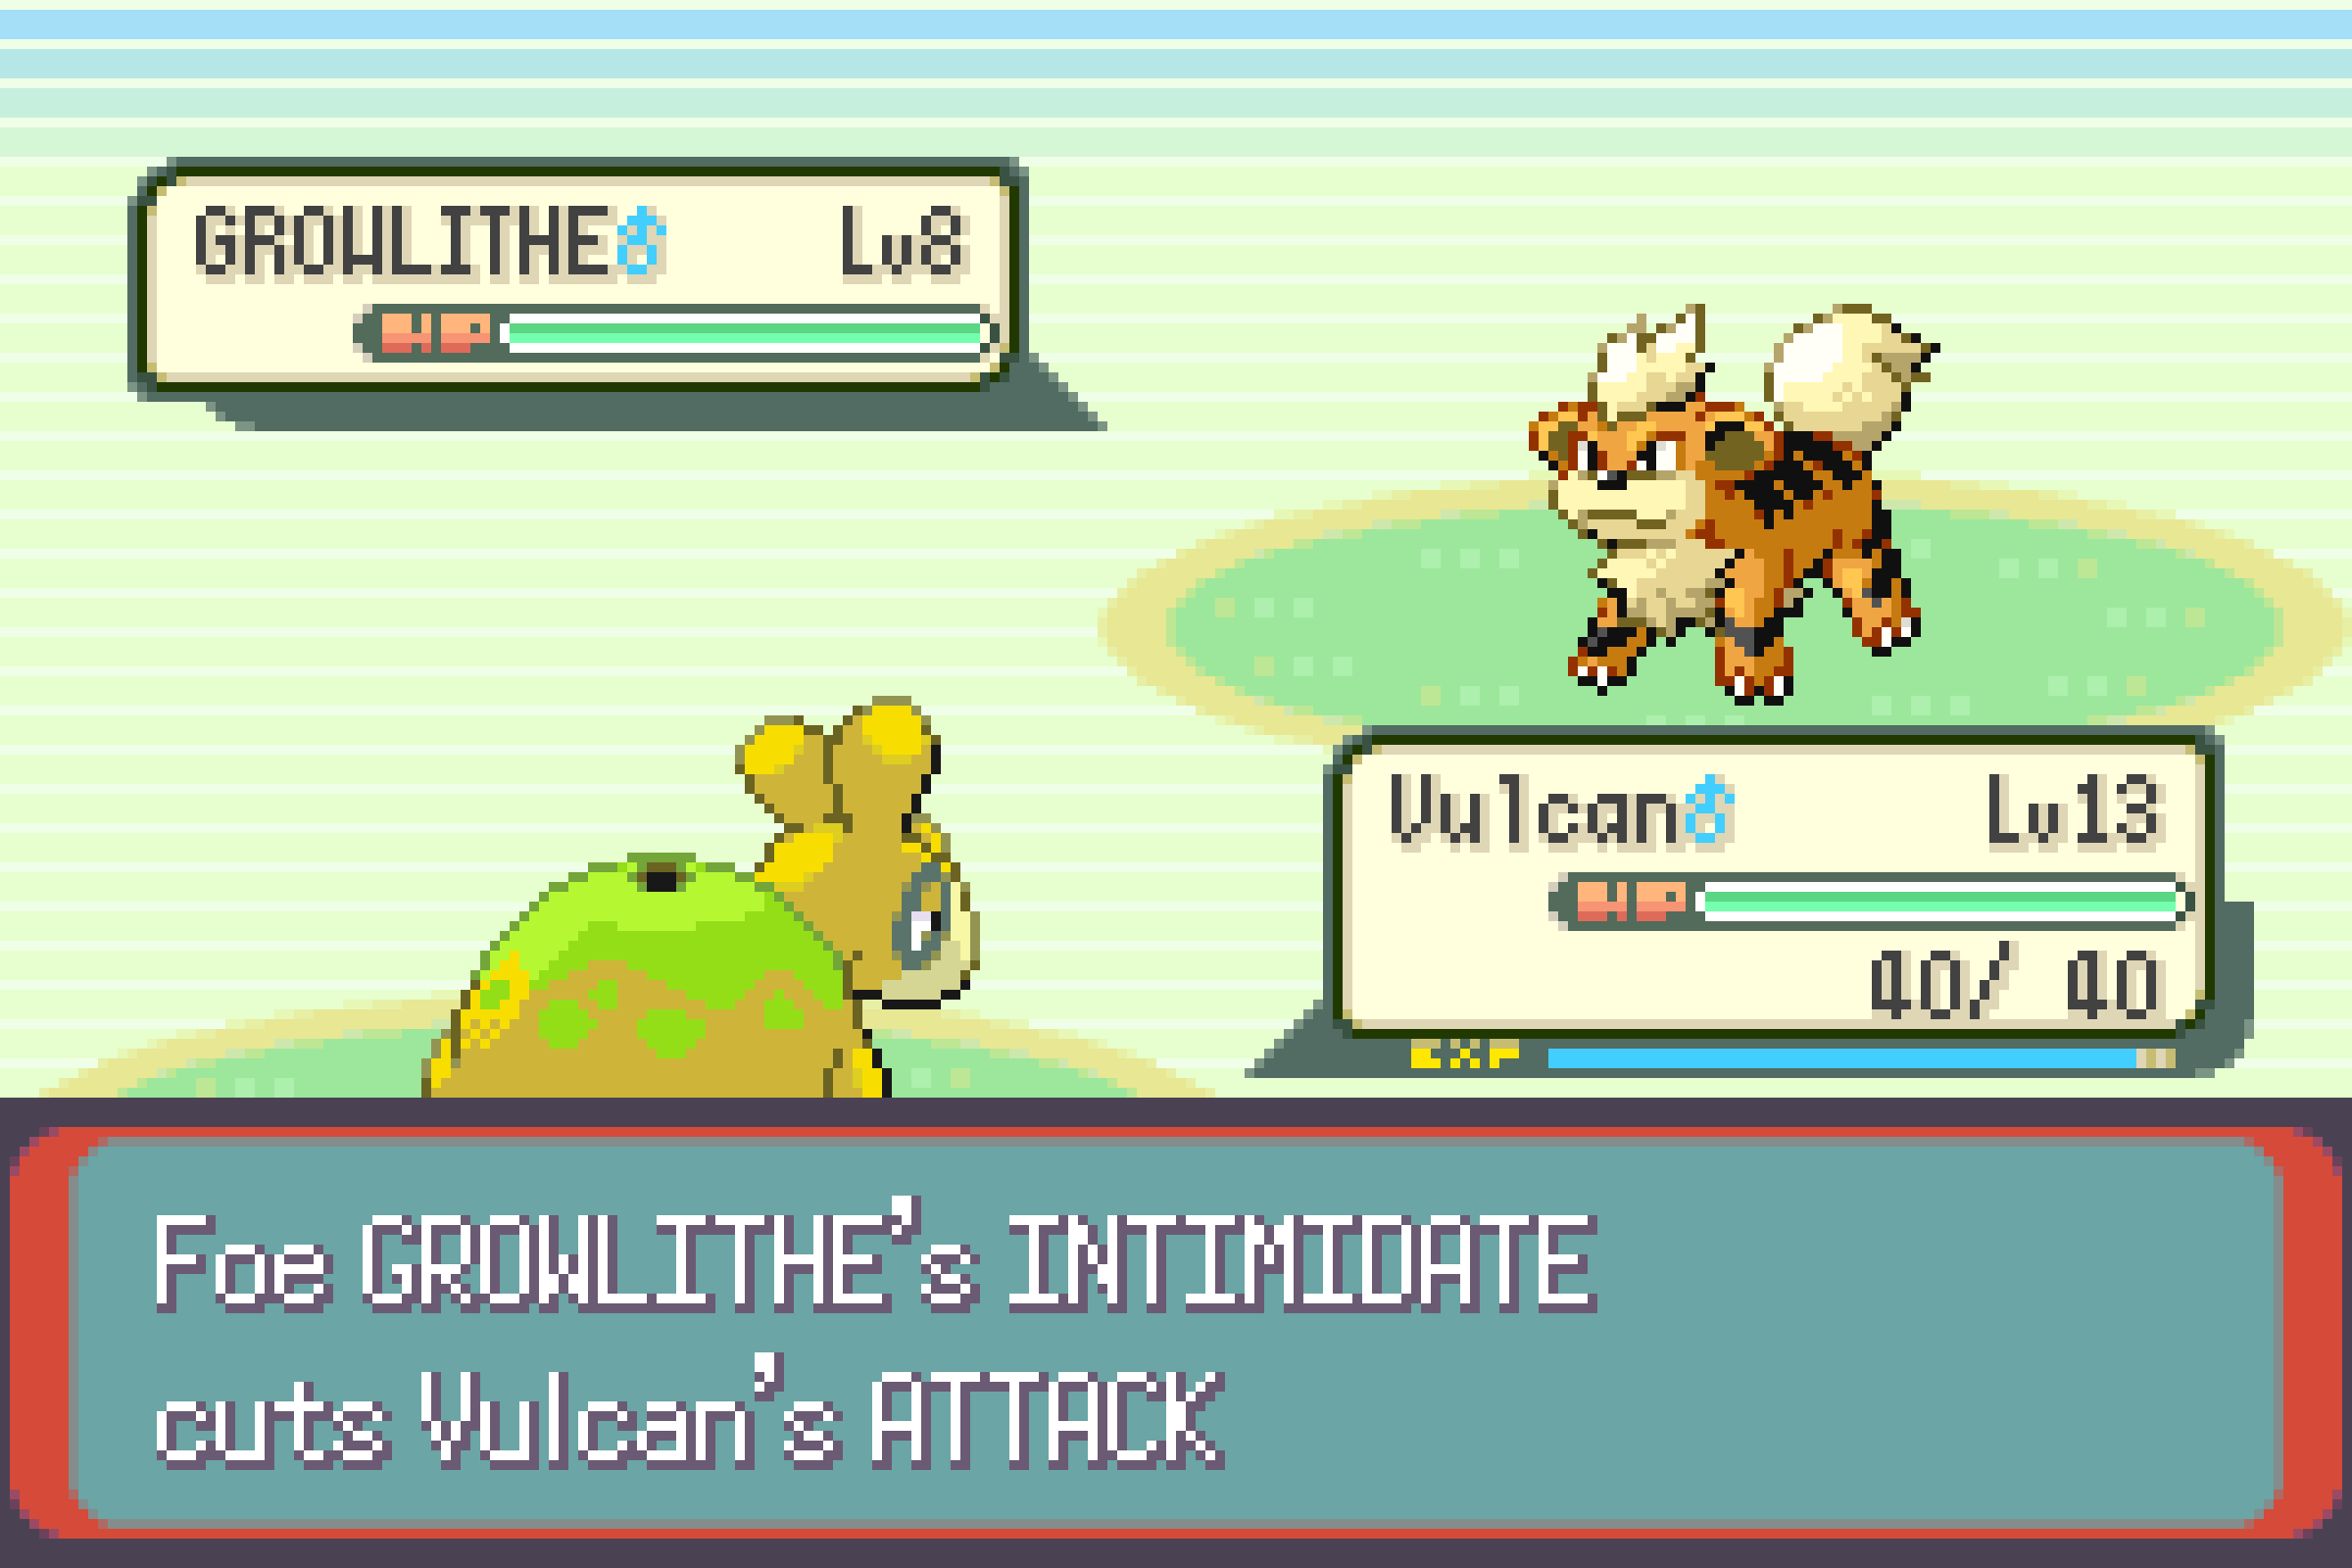 GROWLITHE♂ Lv8
HP
Vulcan♂ Lv13
HP
40/ 40
EXP
Foe GROWLITHE's INTIMIDATE
cuts Vulcan's ATTACK